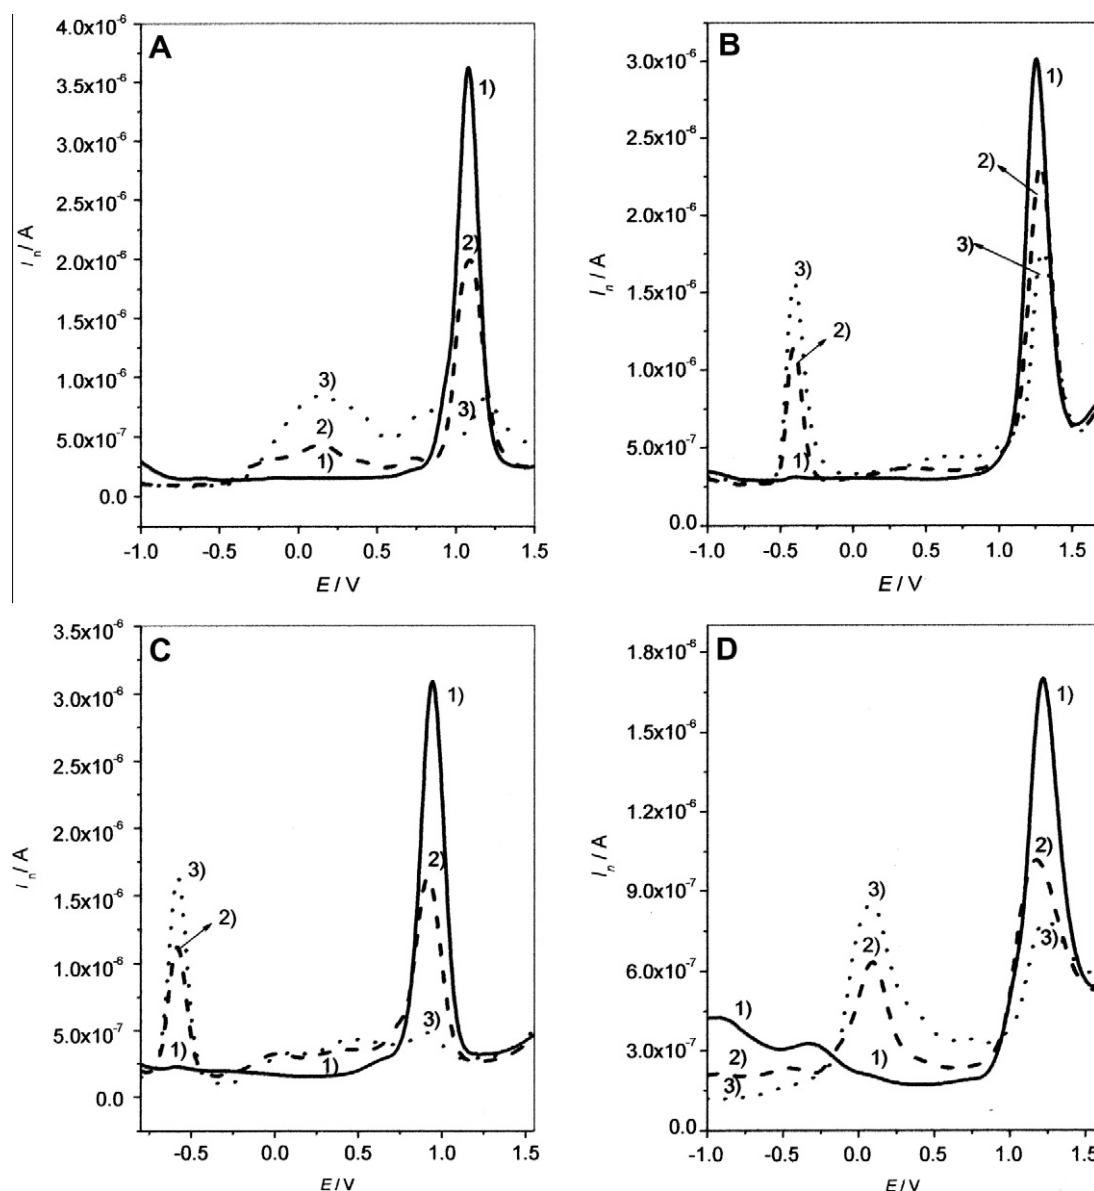 A
4.0x10-6
3.5x10-6
3.0x10-6
2.5x10-6
2.0x10-6
1.5x10-6
1.0x10-6
5.0x10-7
0.0
In/ A
1)
2)
3)
3)
2)
1)
-1.0 -0.5 0.0 0.5 1.0 1.5
E / V
B
3.0x10-6
2.5x10-6
2.0x10-6
1.5x10-6
1.0x10-6
5.0x10-7
0.0
In / A
1)
2)
3)
3)
2)
1)
-1.0 -0.5 0.0 0.5 1.0 1.5
E / V
C
3.5x10-6
3.0x10-6
2.5x10-6
2.0x10-6
1.5x10-6
1.0x10-6
5.0x10-7
0.0
In/ A
1)
2)
3)
2)
3)
1)
1)
-0.5 0.0 0.5 1.0 1.5
E / V
D
1.8x10-6
1.5x10-6
1.2x10-6
9.0x10-7
6.0x10-7
3.0x10-7
0.0
In / A
1)
2)
3)
2)
3)
1)
1)
2)
3)
-1.0 -0.5 0.0 0.5 1.0 1.5
E / V